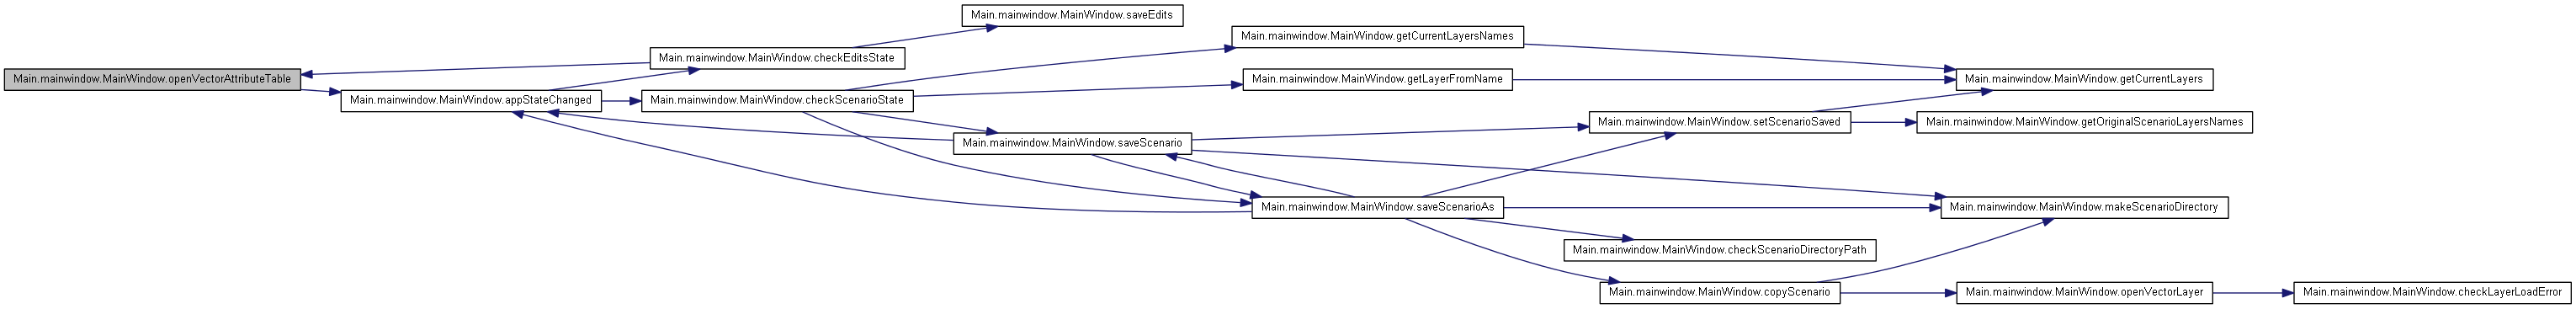 Main.mainwindow.MainWindow.openVectorAttributeTable
Main.mainwindow.MainWindow.appStateChanged
Main.mainwindow.MainWindow.checkEditsState
Main.mainwindow.MainWindow.checkScenarioState
Main.mainwindow.MainWindow.saveEdits
Main.mainwindow.MainWindow.saveScenario
Main.mainwindow.MainWindow.getCurrentLayersNames
Main.mainwindow.MainWindow.getLayerFromName
Main.mainwindow.MainWindow.saveScenarioAs
Main.mainwindow.MainWindow.setScenarioSaved
Main.mainwindow.MainWindow.checkScenarioDirectoryPath
Main.mainwindow.MainWindow.copyScenario
Main.mainwindow.MainWindow.getCurrentLayers
Main.mainwindow.MainWindow.getOriginalScenarioLayersNames
Main.mainwindow.MainWindow.makeScenarioDirectory
Main.mainwindow.MainWindow.openVectorLayer
Main.mainwindow.MainWindow.checkLayerLoadError